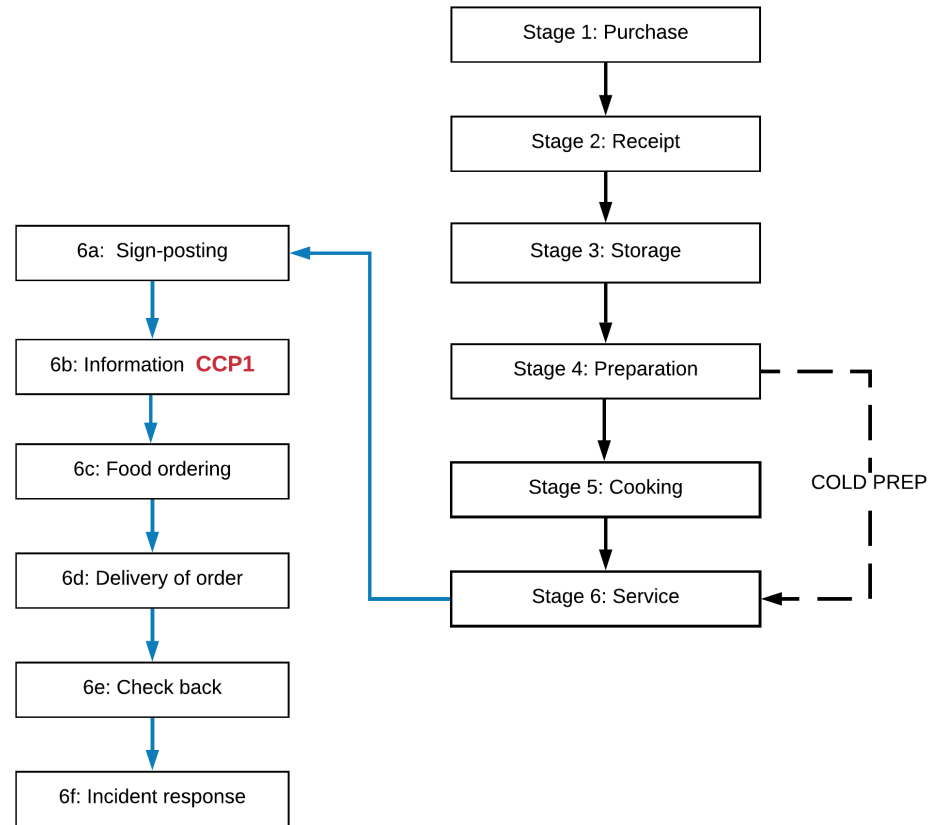 Stage 1: Purchase
Stage 2: Receipt
Stage 3: Storage
Stage 4: Preparation
COLD PREP
Stage 5: Cooking
Stage 6: Service
6a: Sign-posting
6b: Information CCP1
6c: Food ordering
6d: Delivery of order
6e: Check back
6f: Incident response